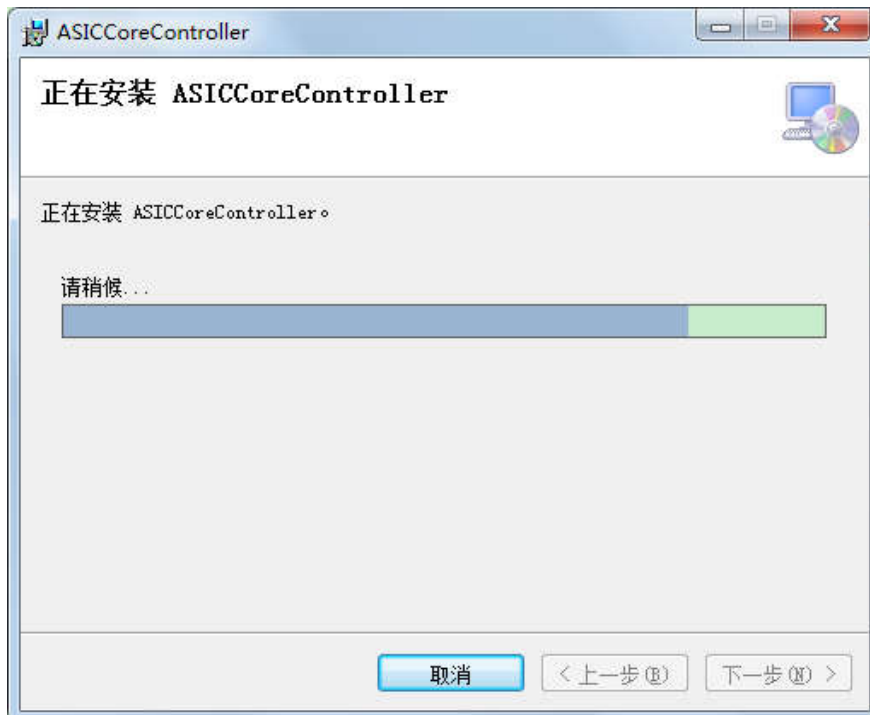 ASICCoreController
正在安装 ASICCoreController
正在安装 ASICCoreController。
请稍候...
取消
< 上一步(B)
下一步(N) >